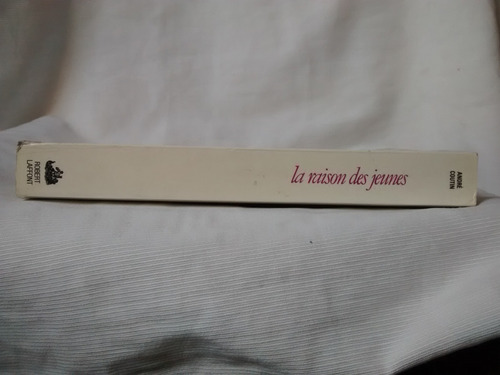 ROBERT
LAFFONT
la raison des jeunes
ANDRÉ
COUTIN